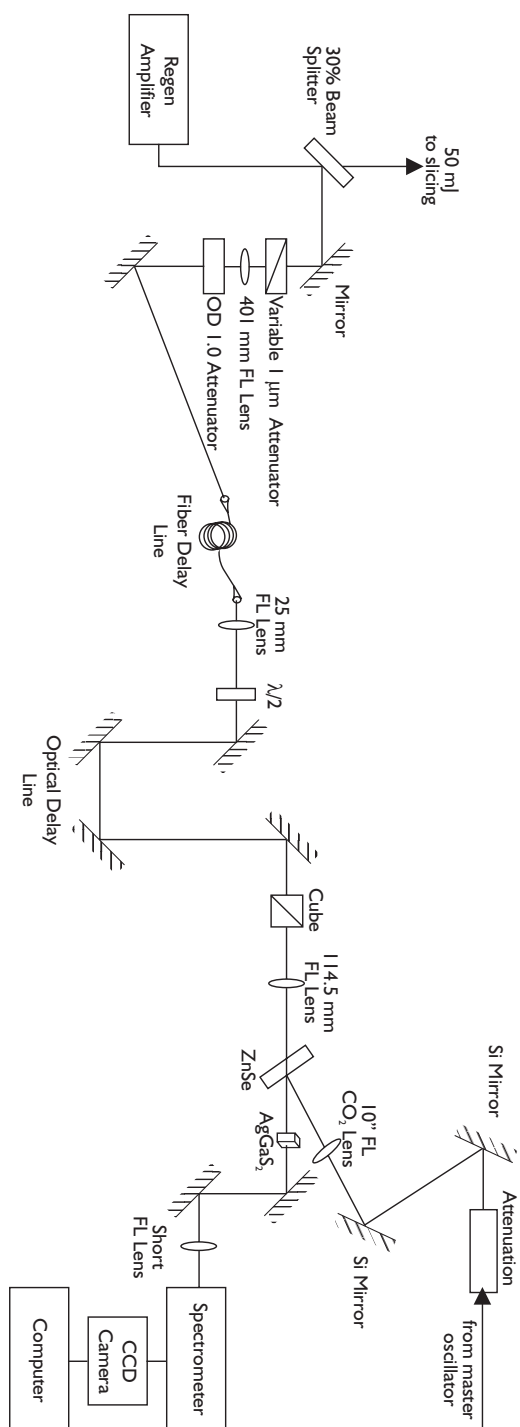 50 mJ
to slicing
30% Beam
Splitter
Regen
Amplifier
Mirror
Variable 1 μm Attenuator
401 mm FL Lens
OD 1.0 Attenuator
Fiber Delay
Line
25 mm
FL Lens
λ/2
Optical Delay
Line
Cube
114.5 mm
FL Lens
ZnSe
10" FL
CO₂ Lens
AgGaS₂
Si Mirror
Si Mirror
Attenuation
from master
oscillator
Short
FL Lens
Spectrometer
CCD
Camera
Computer